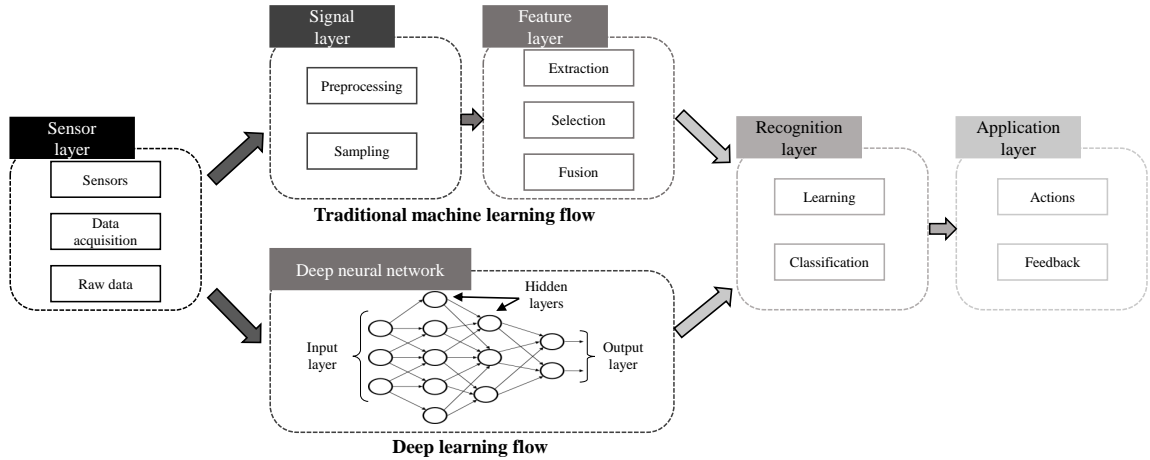 Sensor
layer
Sensors
Data
acquisition
Raw data
Signal
layer
Preprocessing
Sampling
Feature
layer
Extraction
Selection
Fusion
Traditional machine learning flow
Deep neural network
Hidden
layers
Input
layer
Output
layer
Deep learning flow
Recognition
layer
Learning
Classification
Application
layer
Actions
Feedback